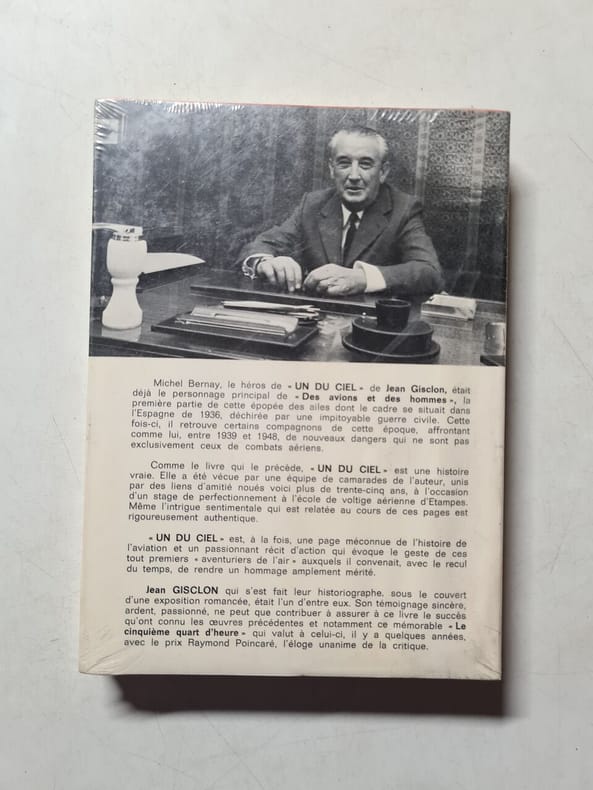 Michel Bernay, le héros de « UN DU CIEL » de Jean Gisclon, était
déjà le personnage principal de « Des avions et des hommes », la
première partie de cette épopée des ailes dont le cadre se situait dans
l'Espagne de 1936, déchirée par une impitoyable guerre civile. Cette
fois-ci, il retrouve certains compagnons de cette époque, affrontant
comme lui, entre 1939 et 1948, de nouveaux dangers qui ne sont pas
exclusivement ceux de combats aériens.
Comme le livre qui le précède, « UN DU CIEL » est une histoire
vraie. Elle a été vécue par une équipe de camarades de l'auteur, unis
par des liens d'amitié noués voici plus de trente-cinq ans, à l'occasion
d'un stage de perfectionnement à l'école de voltige aérienne d'Etampes.
Même l'intrigue sentimentale qui est relatée au cours de ces pages est
rigoureusement authentique.
« UN DU CIEL » est, à la fois, une page méconnue de l'histoire de
l'aviation et un passionnant récit d'action qui évoque le geste de ces
tout premiers « aventuriers de l'air » auxquels il convenait, avec le recul
du temps, de rendre un hommage amplement mérité.
Jean GISCLON qui s'est fait leur historiographe, sous le couvert
d'une exposition romancée, était l'un d'entre eux. Son témoignage sincère,
ardent, passionné, ne peut que contribuer à assurer à ce livre le succès
qu'ont connu les œuvres précédentes et notamment ce mémorable « Le
cinquième quart d'heure » qui valut à celui-ci, il y a quelques années,
avec le prix Raymond Poincaré, l'éloge unanime de la critique.